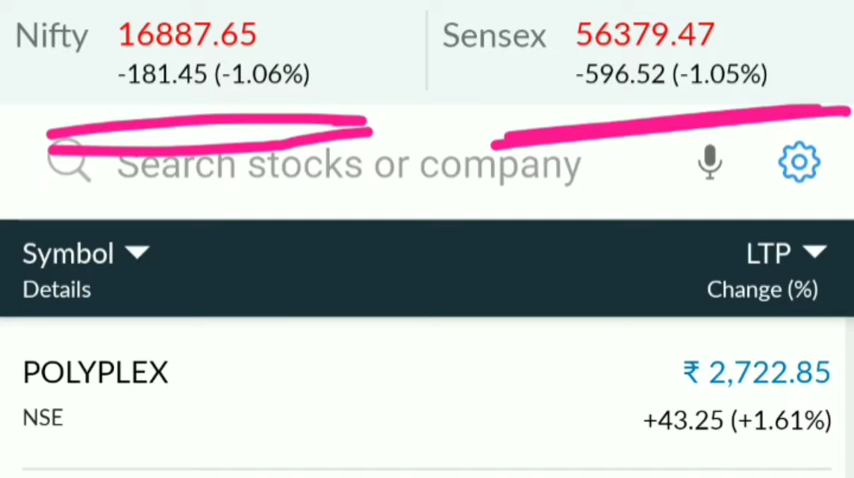 Nifty 16887.65 Sensex 56379.47
-181.45 (-1.06%) -596.52 (-1.05%)
Search stocks or company
Symbol LTP
Details Change (%)
POLYPLEX ₹ 2,722.85
NSE +43.25 (+1.61%)